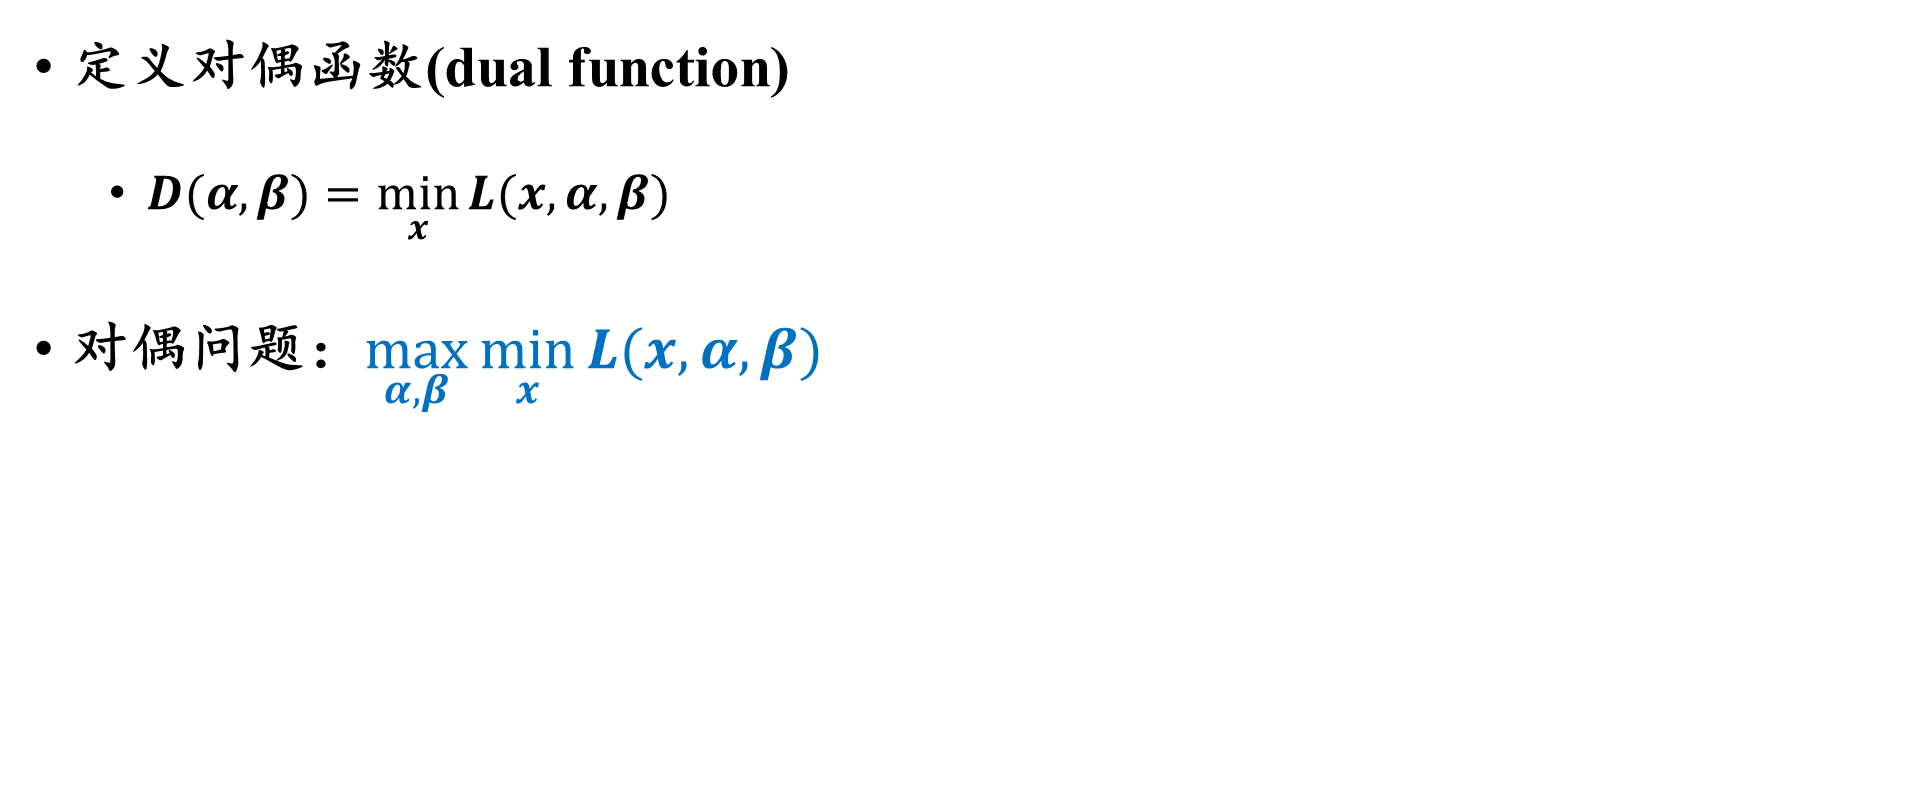 • 定义对偶函数(dual function)
• D(α,β) = min_x L(x,α,β)
• 对偶问题：max_{α,β} min_x L(x,α,β)